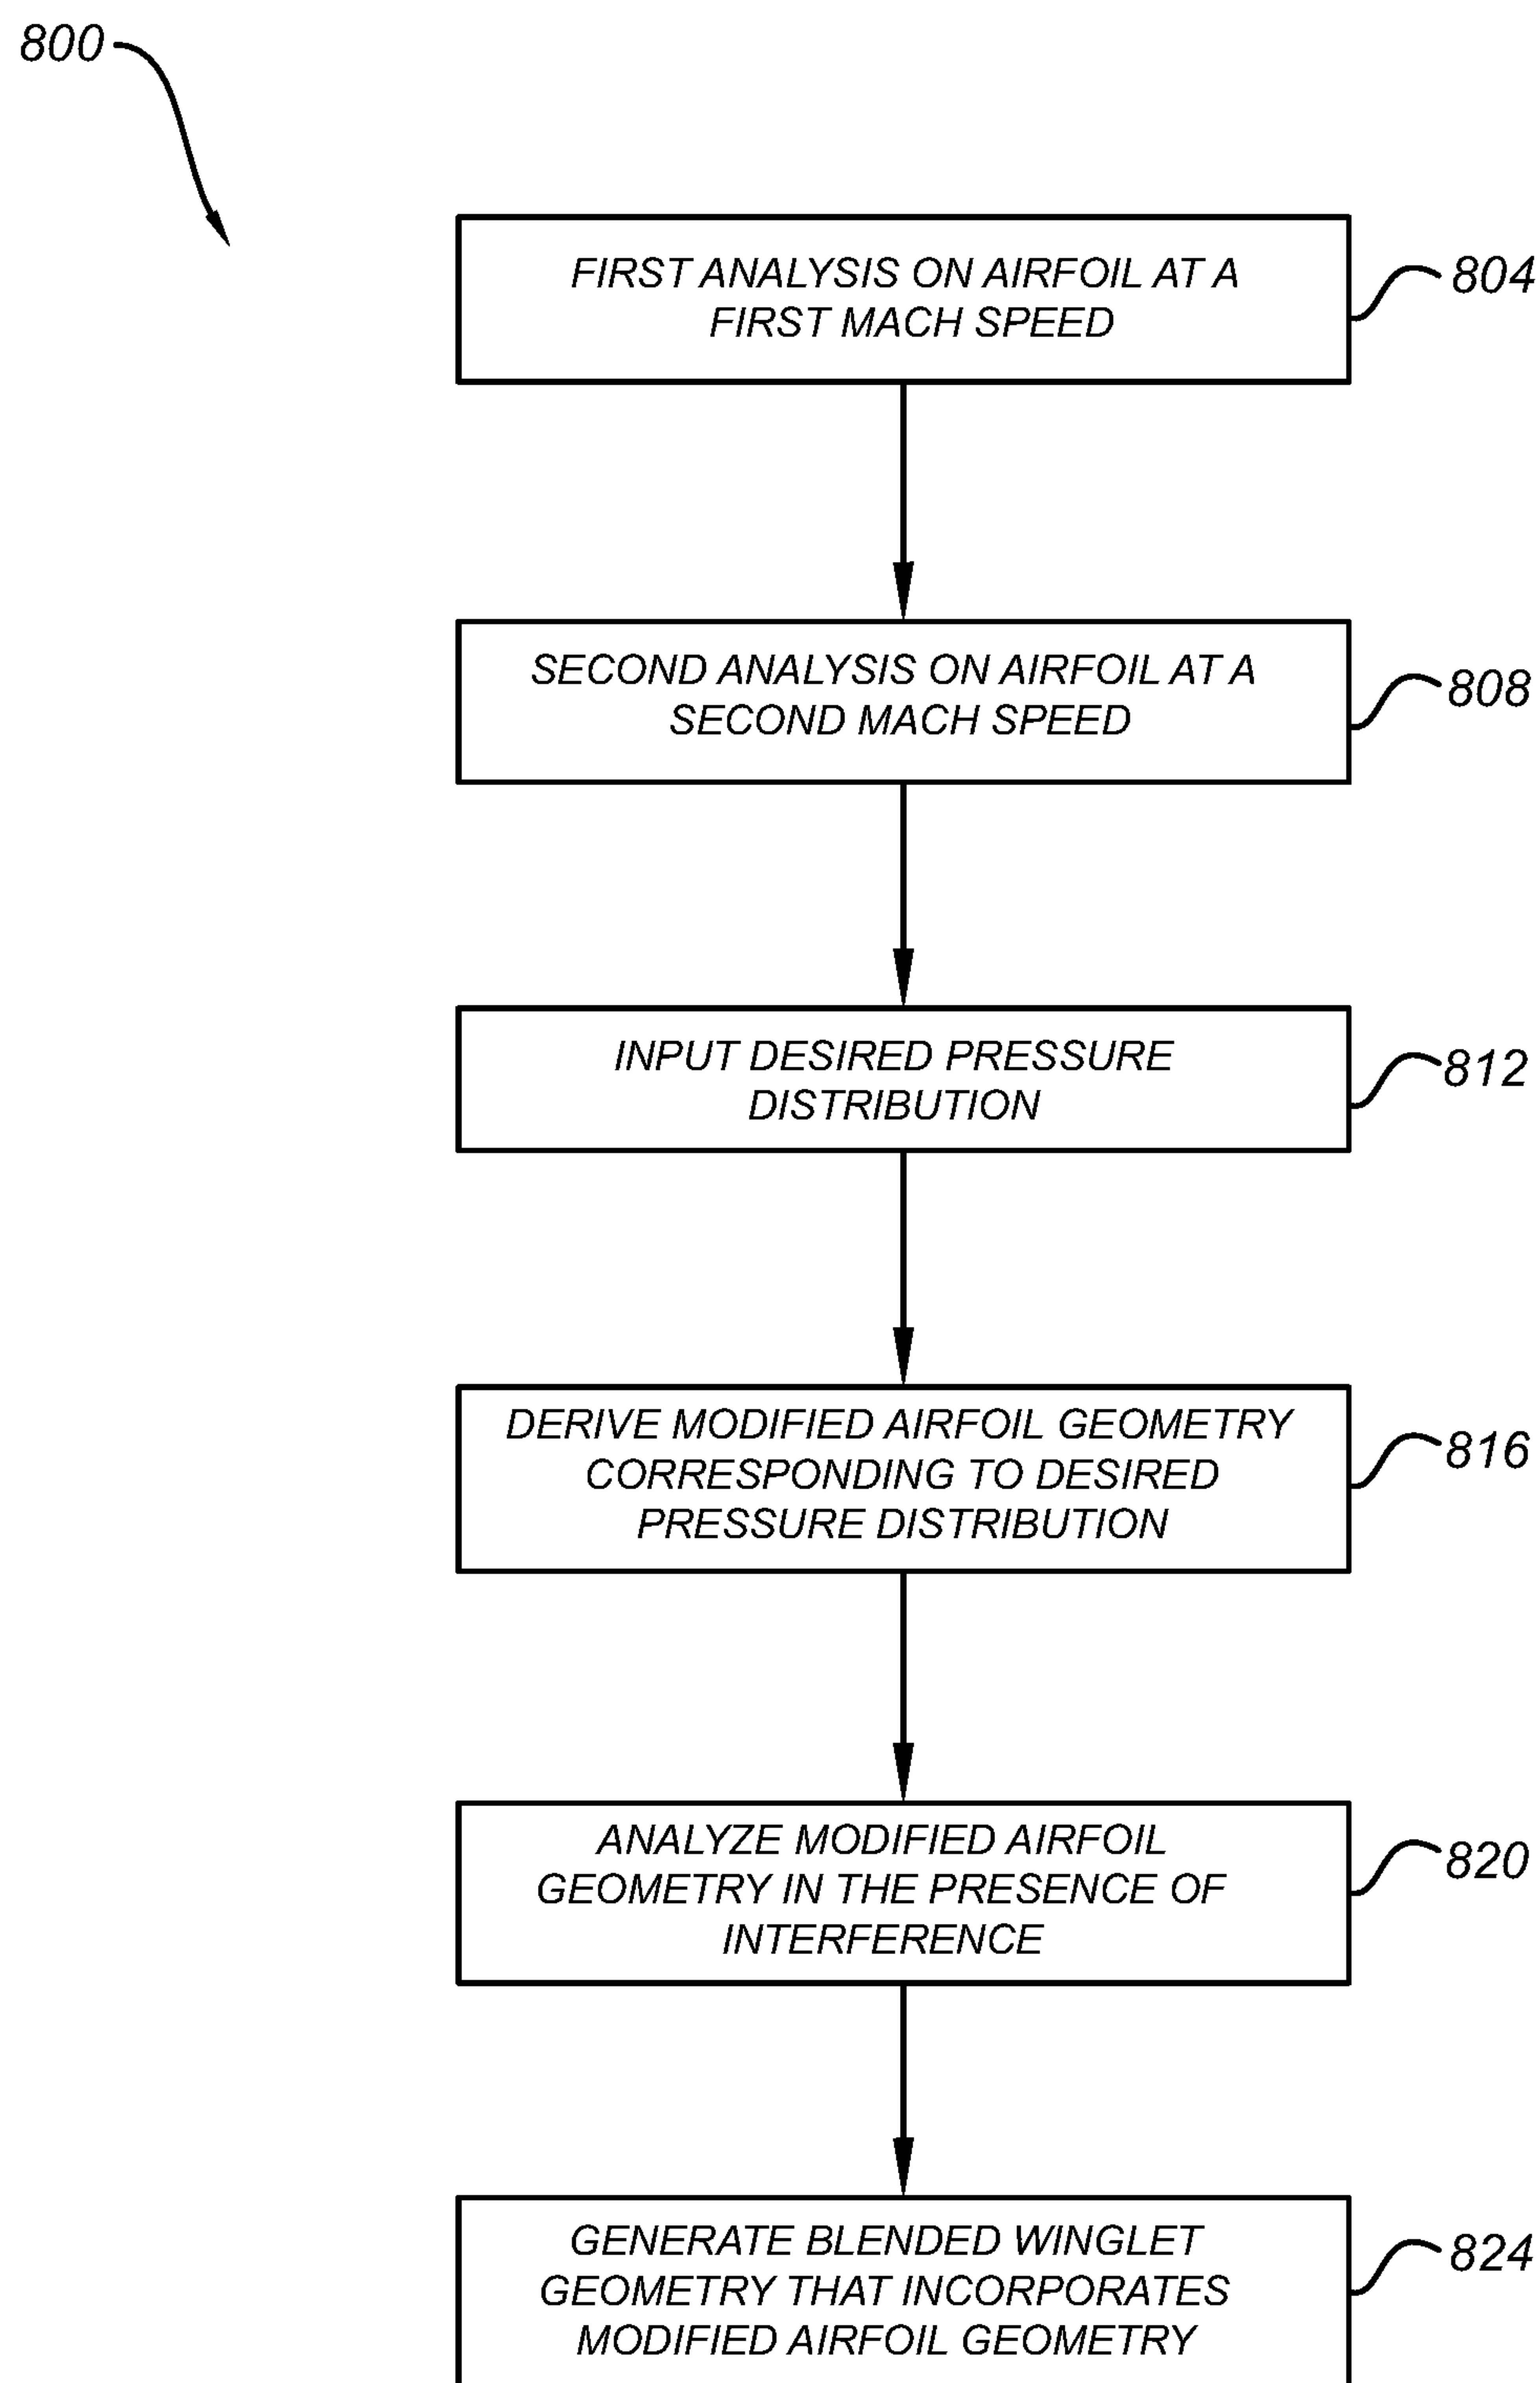 800
FIRST ANALYSIS ON AIRFOIL AT A
FIRST MACH SPEED
804
SECOND ANALYSIS ON AIRFOIL AT A
SECOND MACH SPEED
808
INPUT DESIRED PRESSURE
DISTRIBUTION
812
DERIVE MODIFIED AIRFOIL GEOMETRY
CORRESPONDING TO DESIRED
PRESSURE DISTRIBUTION
816
ANALYZE MODIFIED AIRFOIL
GEOMETRY IN THE PRESENCE OF
INTERFERENCE
820
GENERATE BLENDED WINGLET
GEOMETRY THAT INCORPORATES
MODIFIED AIRFOIL GEOMETRY
824